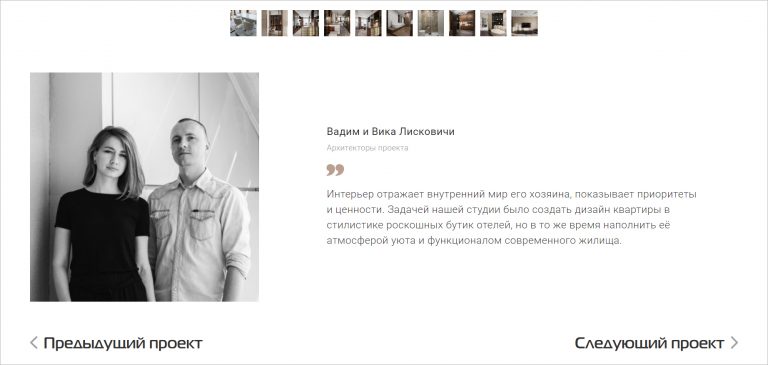 Вадим и Вика Лисковичи
Архитекторы проекта
Интерьер отражает внутренний мир его хозяина, показывает приоритеты
и ценности. Задачей нашей студии было создать дизайн квартиры в
стилистике роскошных бутик отелей, но в то же время наполнить её
атмосферой уюта и функционалом современного жилища.
Предыдущий проект
Следующий проект